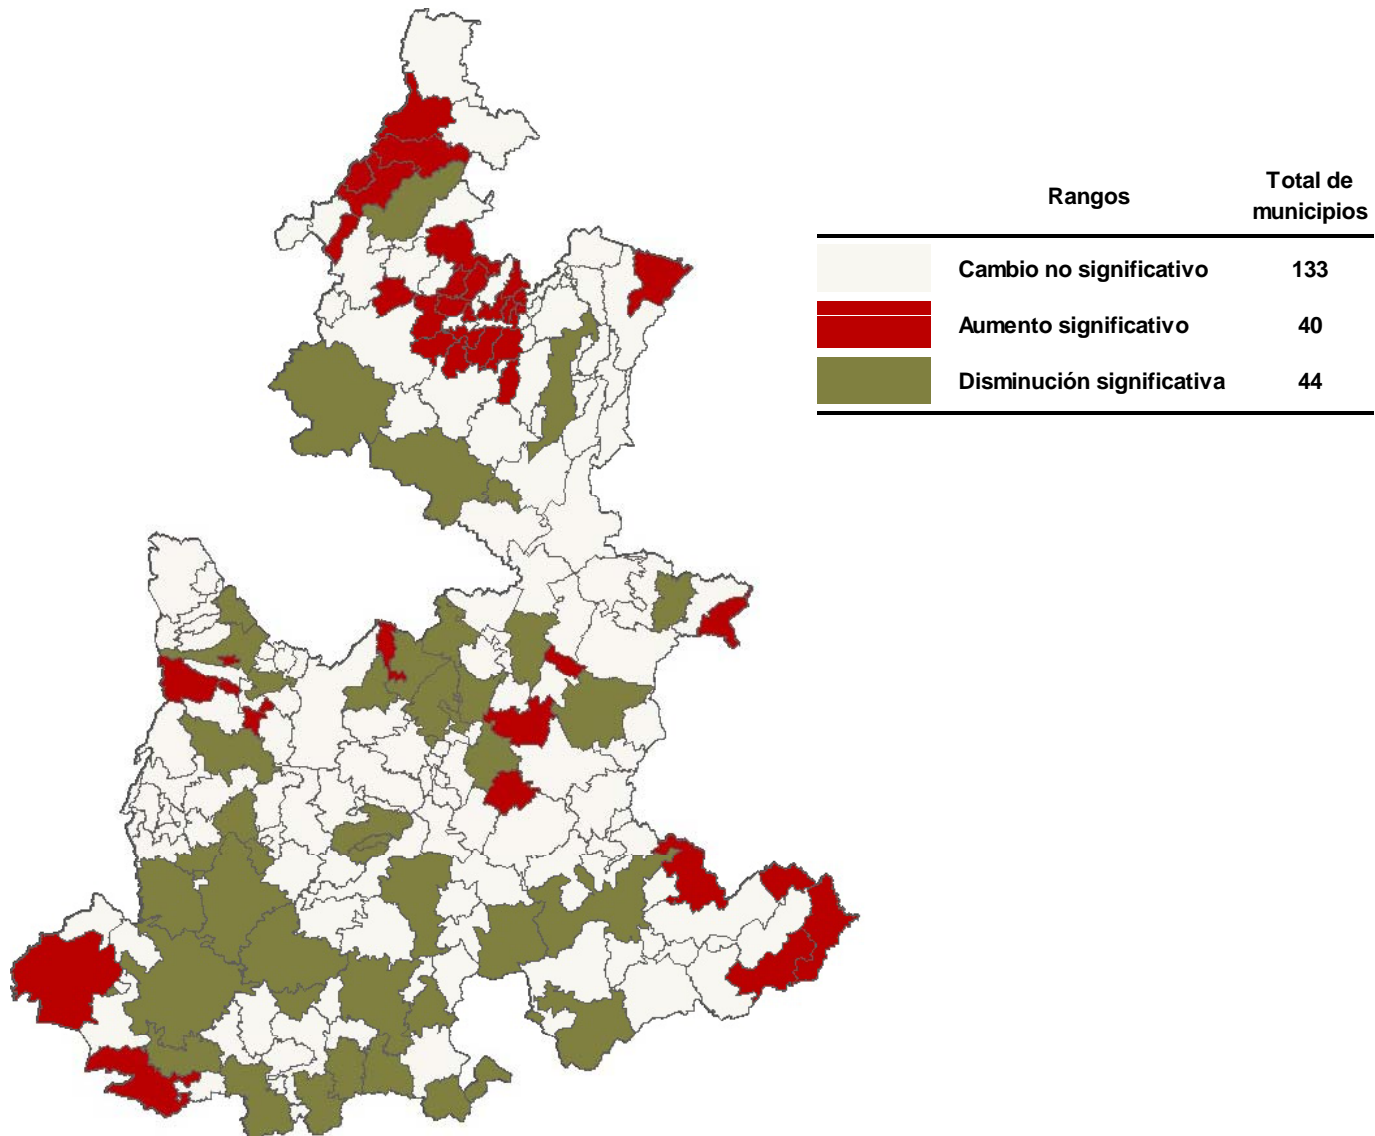 Rangos
Total de
municipios
Cambio no significativo 133
Aumento significativo 40
Disminución significativa 44